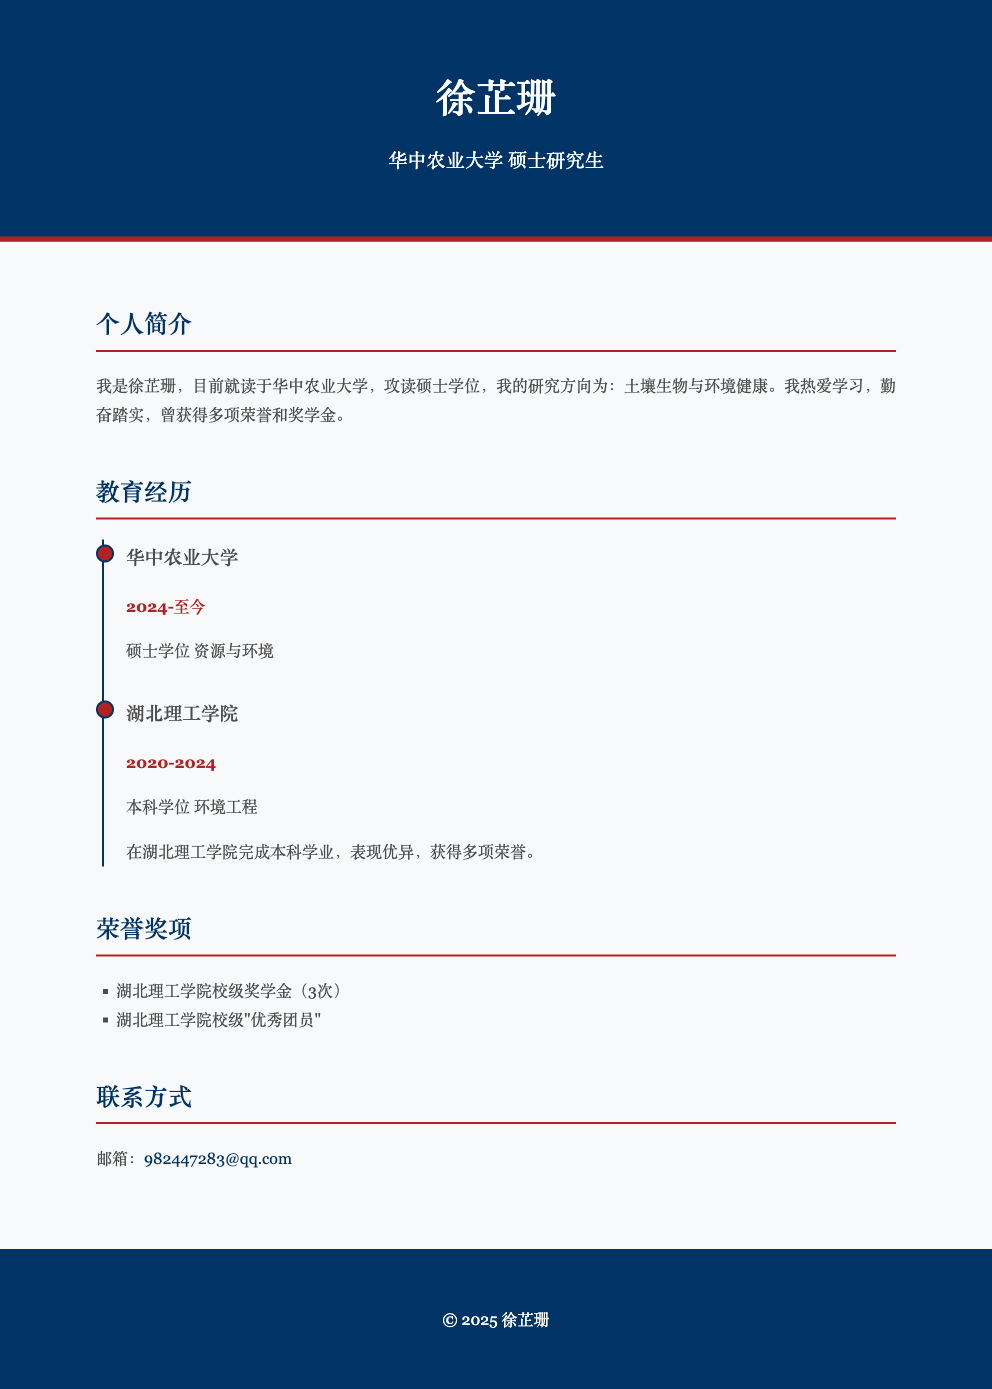 徐芷珊
华中农业大学 硕士研究生
个人简介
我是徐芷珊，目前就读于华中农业大学，攻读硕士学位，我的研究方向为：土壤生物与环境健康。我热爱学习，勤
奋踏实，曾获得多项荣誉和奖学金。
教育经历
华中农业大学
2024-至今
硕士学位 资源与环境
湖北理工学院
2020-2024
本科学位 环境工程
在湖北理工学院完成本科学业，表现优异，获得多项荣誉。
荣誉奖项
▪ 湖北理工学院校级奖学金（3次）
▪ 湖北理工学院校级"优秀团员"
联系方式
邮箱：982447283@qq.com
© 2025 徐芷珊